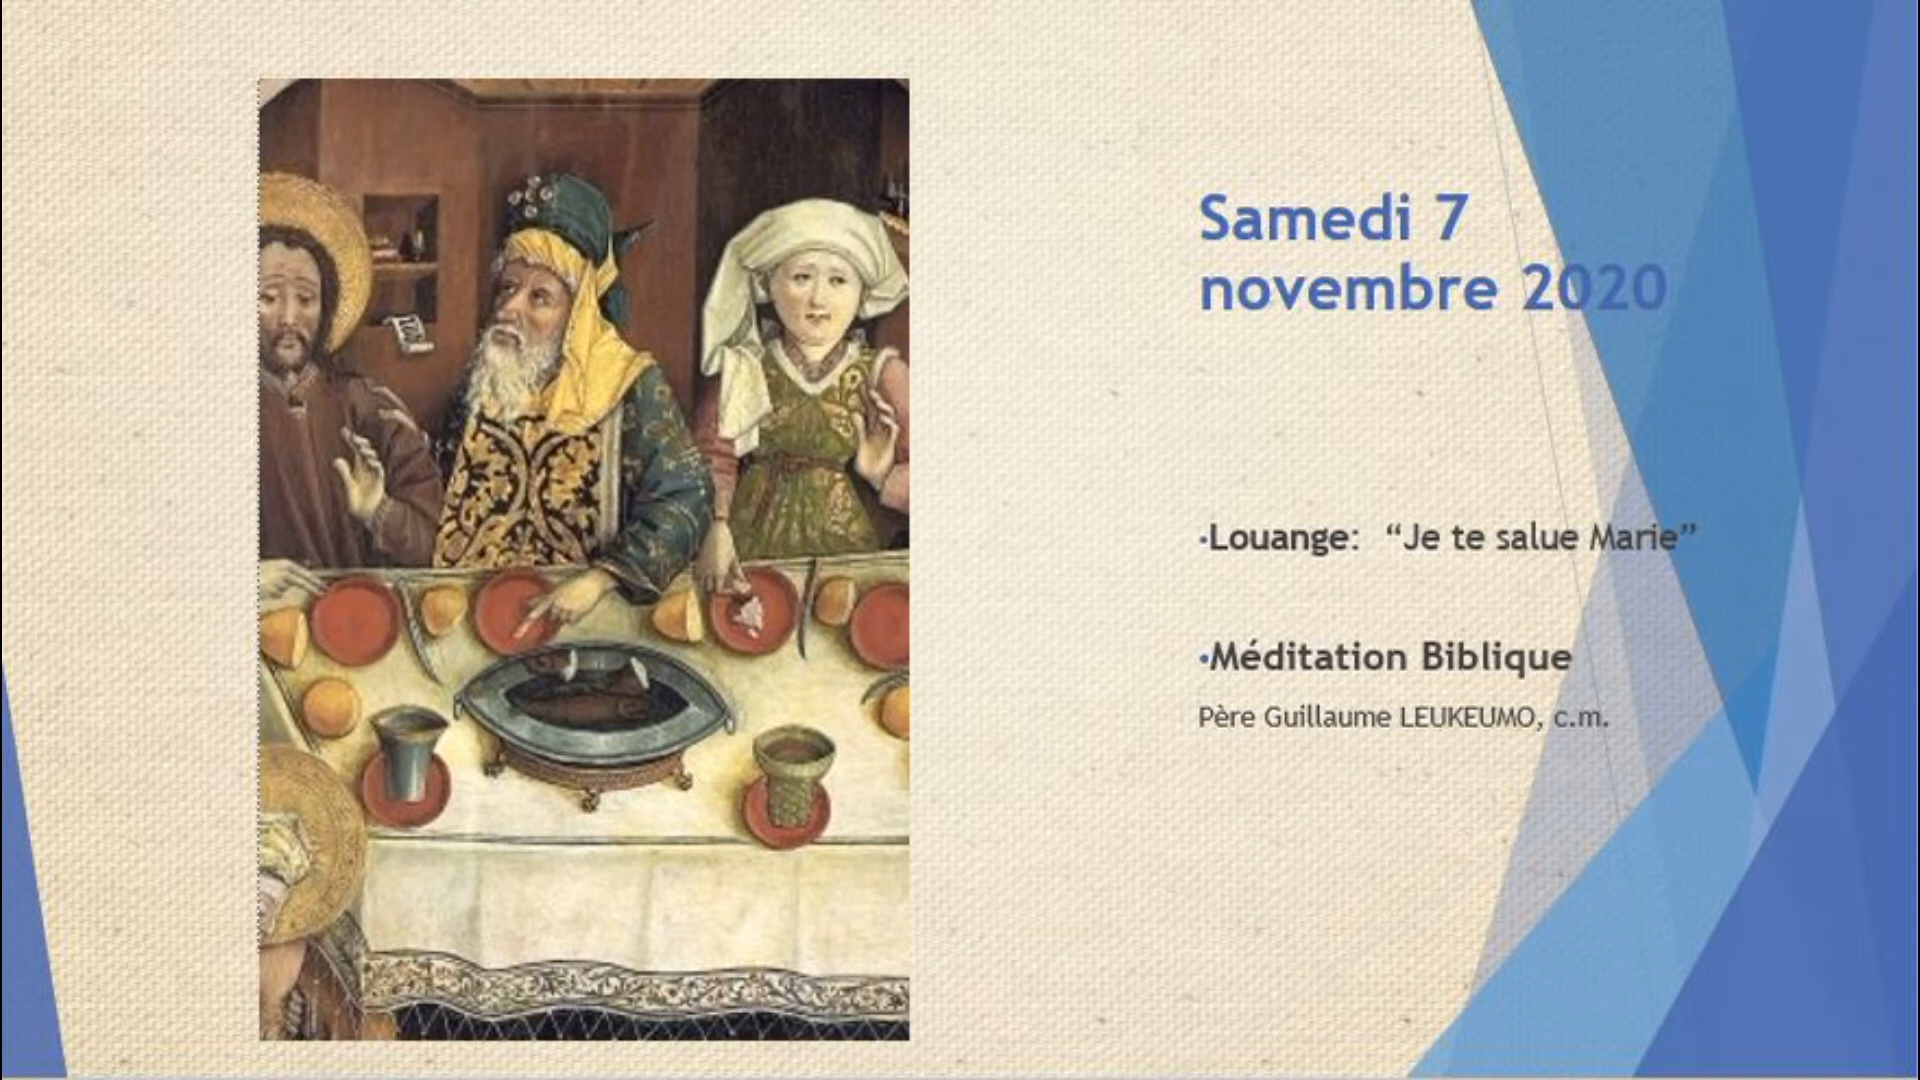 Samedi 7
novembre 2020
•Louange:  “Je te salue Marie”
•Méditation Biblique
Père Guillaume LEUKEUMO, c.m.